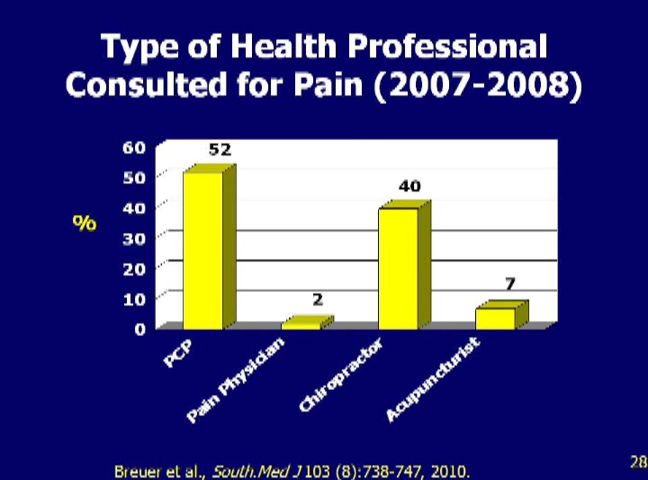 Type of Health Professional
Consulted for Pain (2007-2008)
%
60
50
40
30
20
10
0
52
2
40
7
PCP
Pain Physician
Chiropractor
Acupuncturist
Breuer et al., South.Med J 103 (8):738-747, 2010.
28